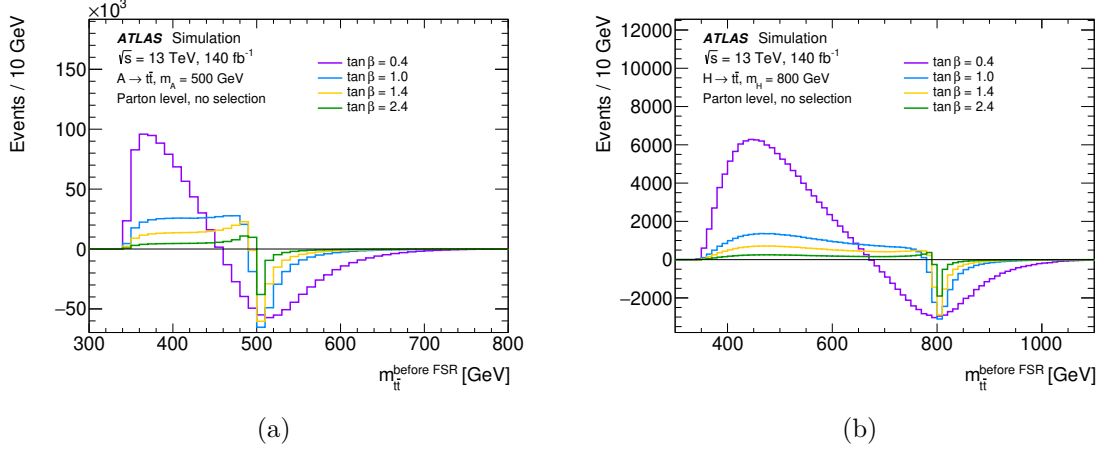 ×10³
Events / 10 GeV
150
100
50
0
−50
300 400 500 600 700 800
m_tt̄^before FSR [GeV]
ATLAS Simulation
√s = 13 TeV, 140 fb⁻¹
A → tt̄, m_A = 500 GeV
Parton level, no selection
tan β = 0.4
tan β = 1.0
tan β = 1.4
tan β = 2.4
(a)
Events / 10 GeV
12000
10000
8000
6000
4000
2000
0
−2000
400 600 800 1000
m_tt̄^before FSR [GeV]
ATLAS Simulation
√s = 13 TeV, 140 fb⁻¹
H → tt̄, m_H = 800 GeV
Parton level, no selection
tan β = 0.4
tan β = 1.0
tan β = 1.4
tan β = 2.4
(b)